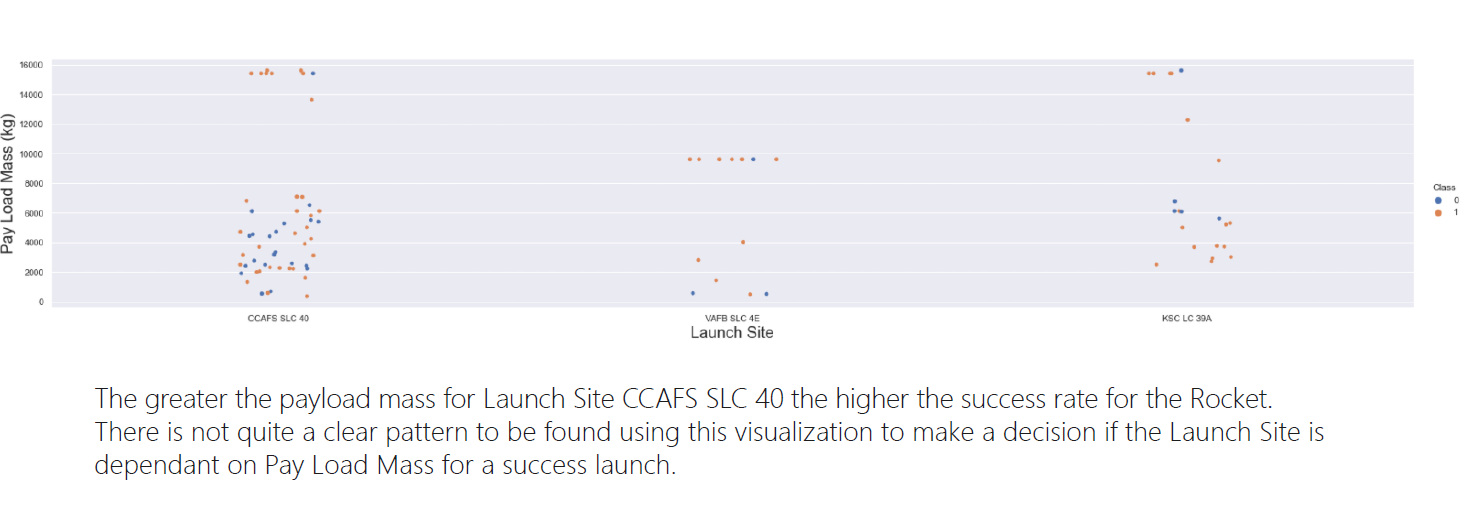 16000
14000
12000
10000
8000
6000
4000
2000
0
Pay Load Mass (kg)
CCAFS SLC 40
VAFB SLC 4E
KSC LC 39A
Launch Site
Class
0
1
The greater the payload mass for Launch Site CCAFS SLC 40 the higher the success rate for the Rocket.
There is not quite a clear pattern to be found using this visualization to make a decision if the Launch Site is
dependant on Pay Load Mass for a success launch.